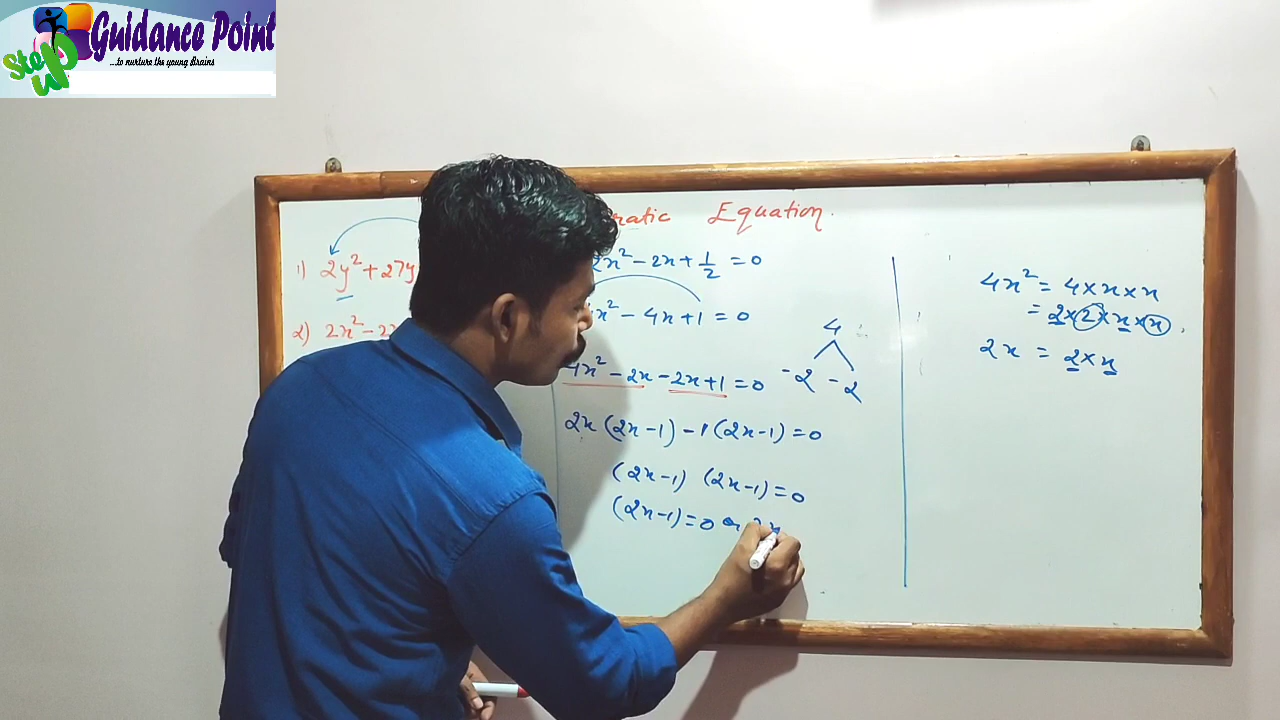 Step up Guidance Point
...to nurture the young Brains
Equation.
1) 2y² + 27y
2) 2x² -
2x² - 2x + 1/2 = 0
x² - 4x + 1 = 0
4x² - 2x - 2x + 1 = 0
2x (2x - 1) - 1 (2x - 1) = 0
(2x - 1) (2x - 1) = 0
(2x - 1) = 0 or 2x
4
-2 -2
4x² = 4 × x × x
= 2 × 2 × x × x
2x = 2 × x